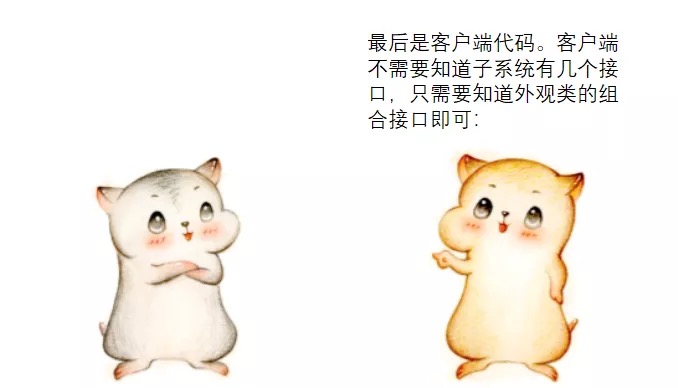 最后是客户端代码。客户端
不需要知道子系统有几个接
口，只需要知道外观类的组
合接口即可：